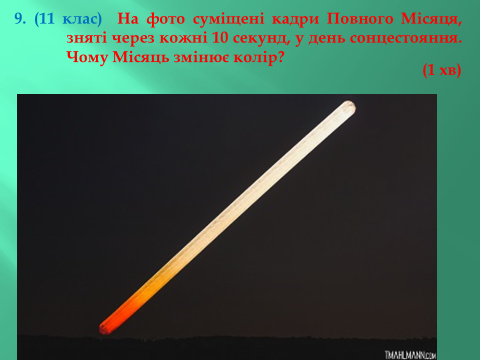 9. (11 клас) На фото суміщені кадри Повного Місяця,
зняті через кожні 10 секунд, у день сонцестояння.
Чому Місяць змінює колір?
(1 хв)
TMAHLMANN.COM